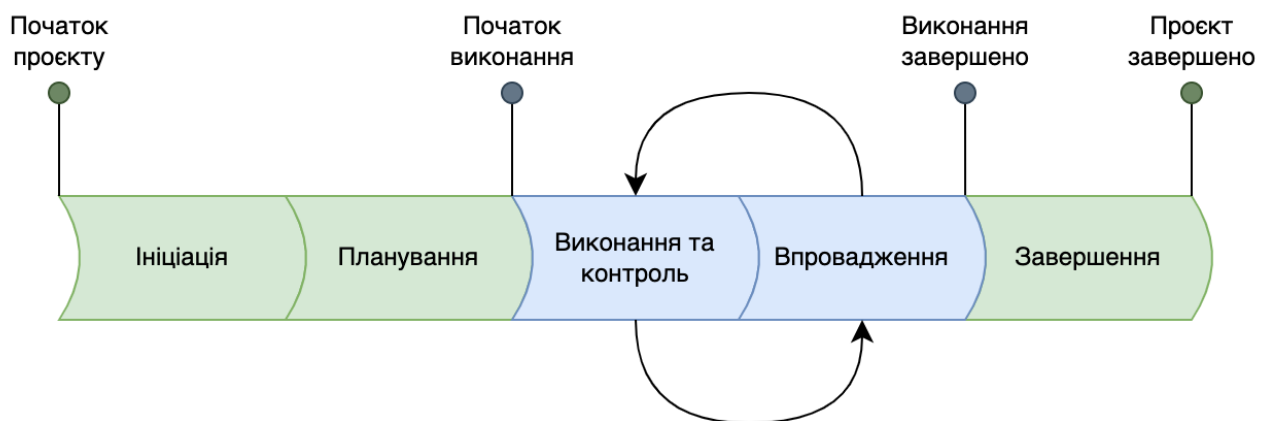 Початок
проєкту
Початок
виконання
Виконання
завершено
Проєкт
завершено
Ініціація
Планування
Виконання та
контроль
Впровадження
Завершення